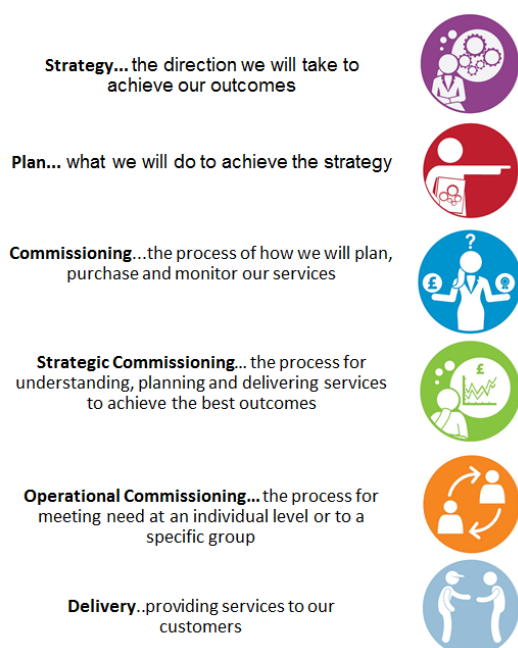 Strategy... the direction we will take to
achieve our outcomes
Plan... what we will do to achieve the strategy
Commissioning...the process of how we will plan,
purchase and monitor our services
?
£
Strategic Commissioning... the process for
understanding, planning and delivering services
to achieve the best outcomes
£
Operational Commissioning... the process for
meeting need at an individual level or to a
specific group
Delivery..providing services to our
customers